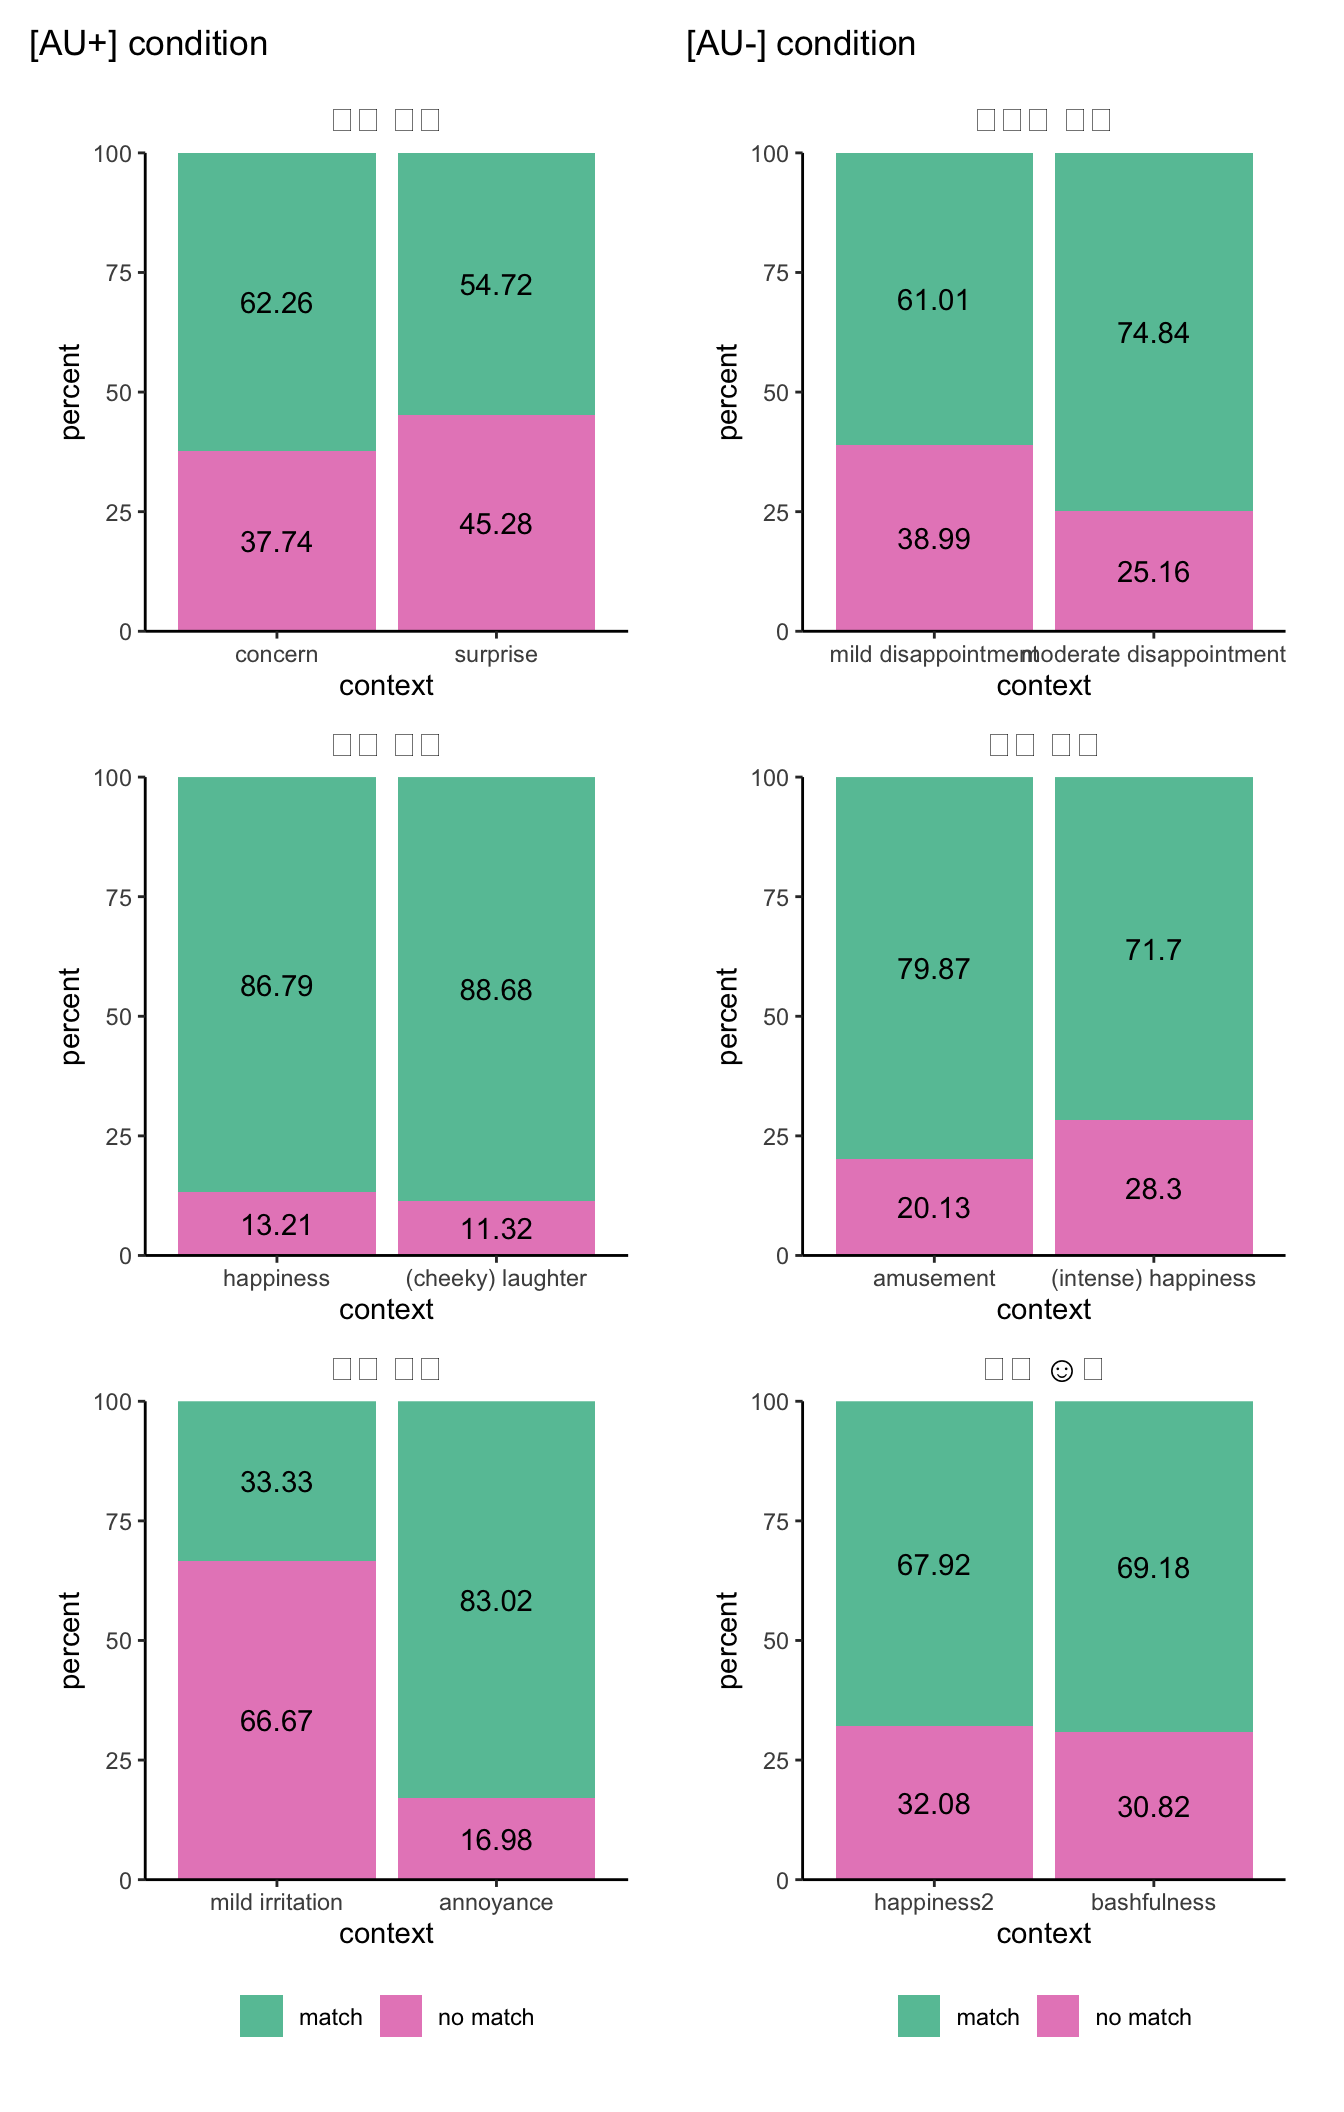 [AU+] condition
[AU-] condition
100
75
50
25
0
percent
62.26
54.72
37.74
45.28
concern surprise
context
100
75
50
25
0
percent
61.01
74.84
38.99
25.16
mild disappointment moderate disappointment
context
100
75
50
25
0
percent
86.79
88.68
13.21
11.32
happiness (cheeky) laughter
context
100
75
50
25
0
percent
79.87
71.7
20.13
28.3
amusement (intense) happiness
context
100
75
50
25
0
percent
33.33
83.02
66.67
16.98
mild irritation annoyance
context
☺
100
75
50
25
0
percent
67.92
69.18
32.08
30.82
happiness2 bashfulness
context
match no match
match no match